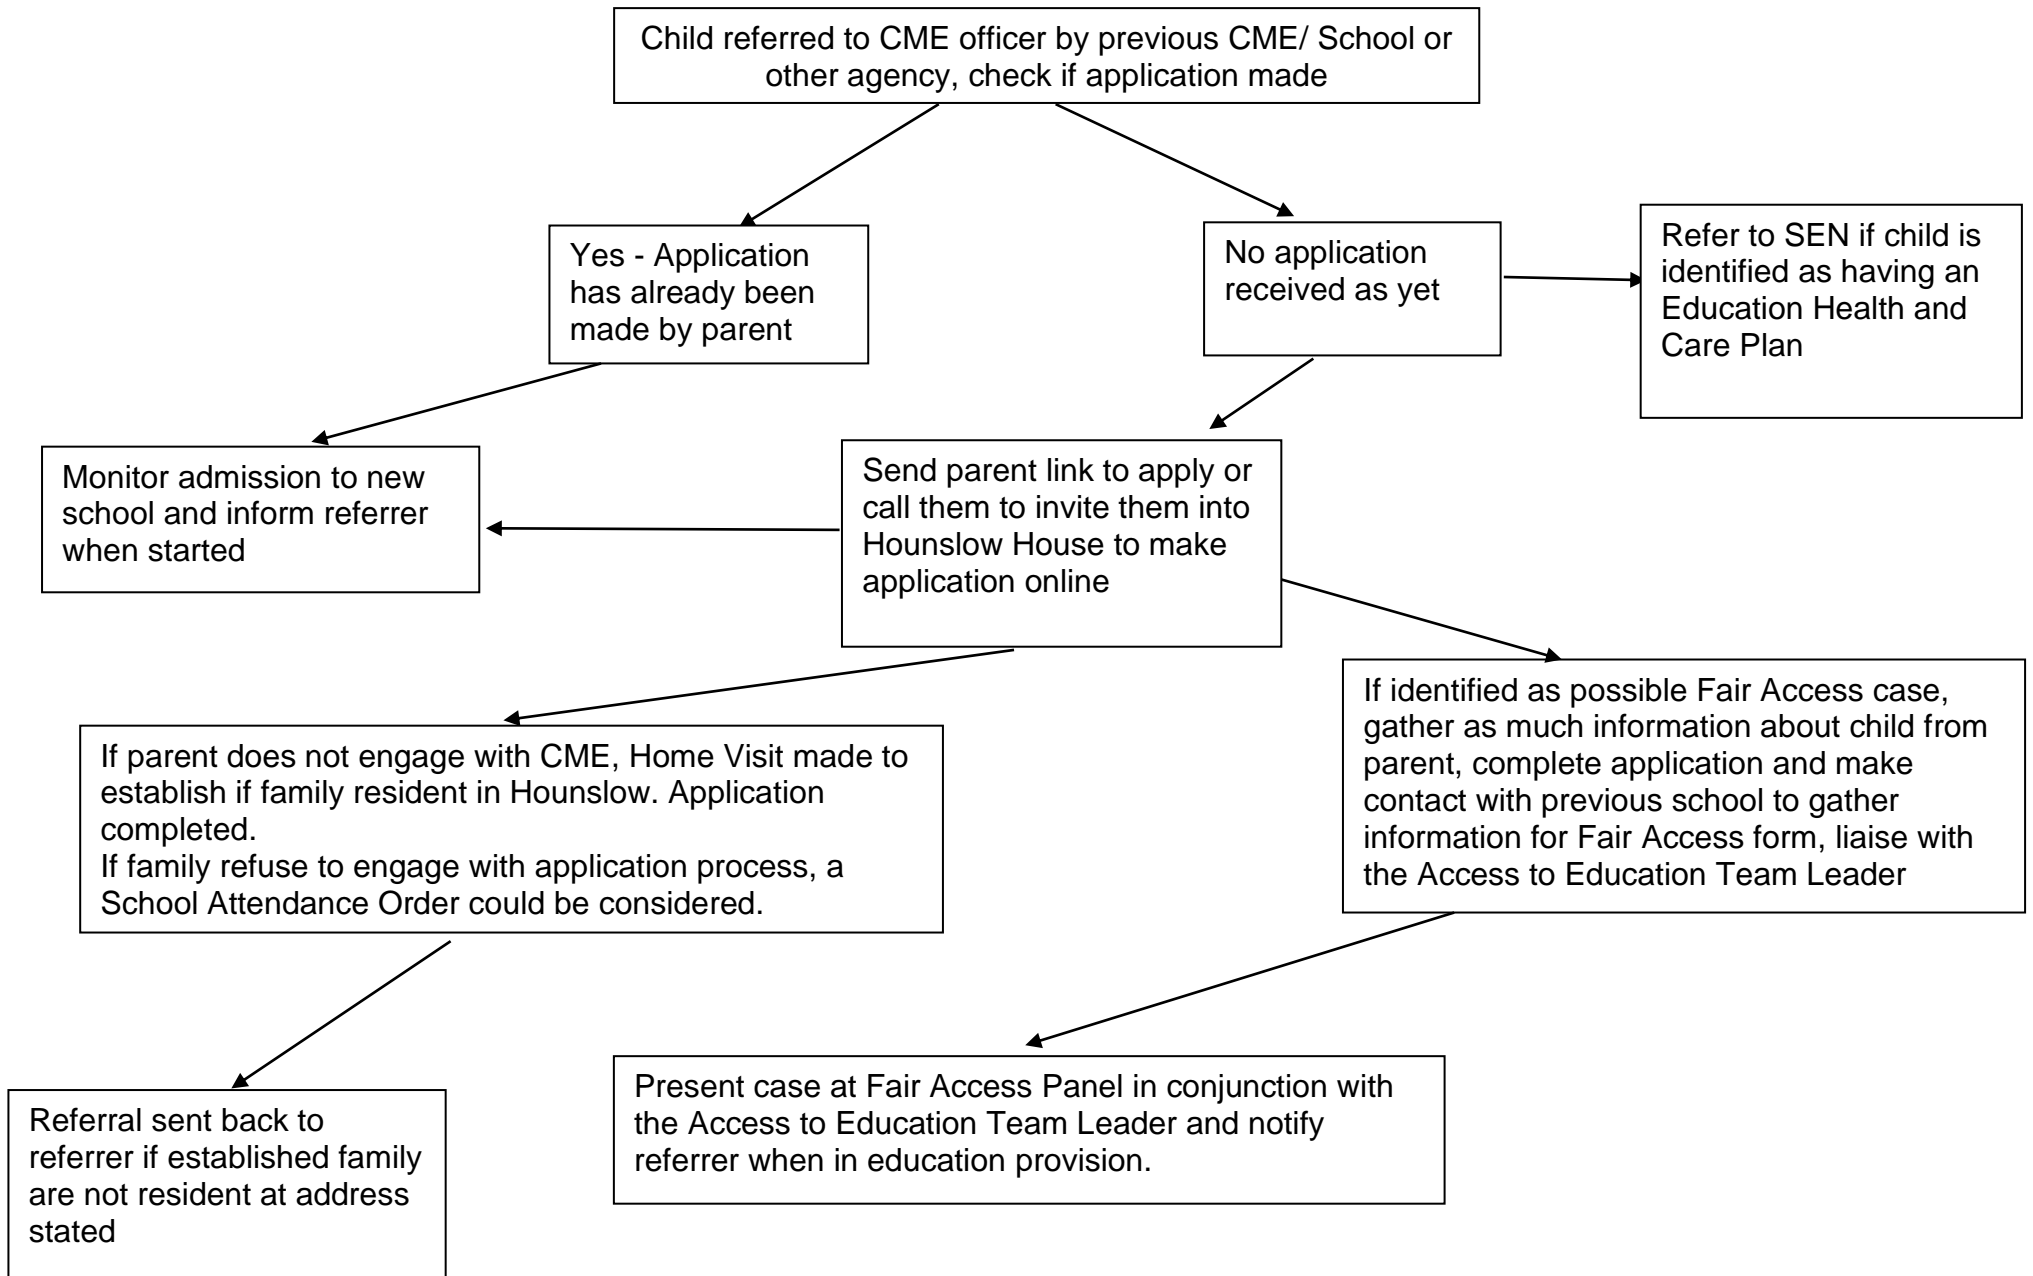 Child referred to CME officer by previous CME/ School or
other agency, check if application made
Yes - Application
has already been
made by parent
No application
received as yet
Refer to SEN if child is
identified as having an
Education Health and
Care Plan
Monitor admission to new
school and inform referrer
when started
Send parent link to apply or
call them to invite them into
Hounslow House to make
application online
If parent does not engage with CME, Home Visit made to
establish if family resident in Hounslow. Application
completed.
If family refuse to engage with application process, a
School Attendance Order could be considered.
If identified as possible Fair Access case,
gather as much information about child from
parent, complete application and make
contact with previous school to gather
information for Fair Access form, liaise with
the Access to Education Team Leader
Referral sent back to
referrer if established family
are not resident at address
stated
Present case at Fair Access Panel in conjunction with
the Access to Education Team Leader and notify
referrer when in education provision.